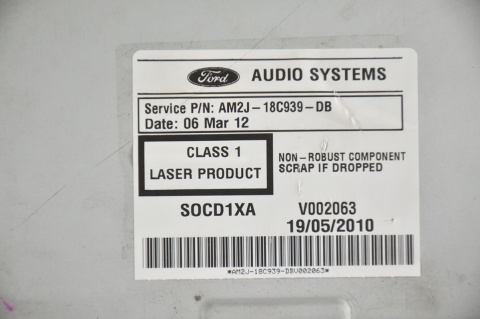 Ford AUDIO SYSTEMS
Service P/N: AM2J-18C939-DB
Date: 06 Mar 12
CLASS 1
LASER PRODUCT
NON-ROBUST COMPONENT
SCRAP IF DROPPED
SOCD1XA V002063
19/05/2010
*AM2J-18C939-DBV002063*